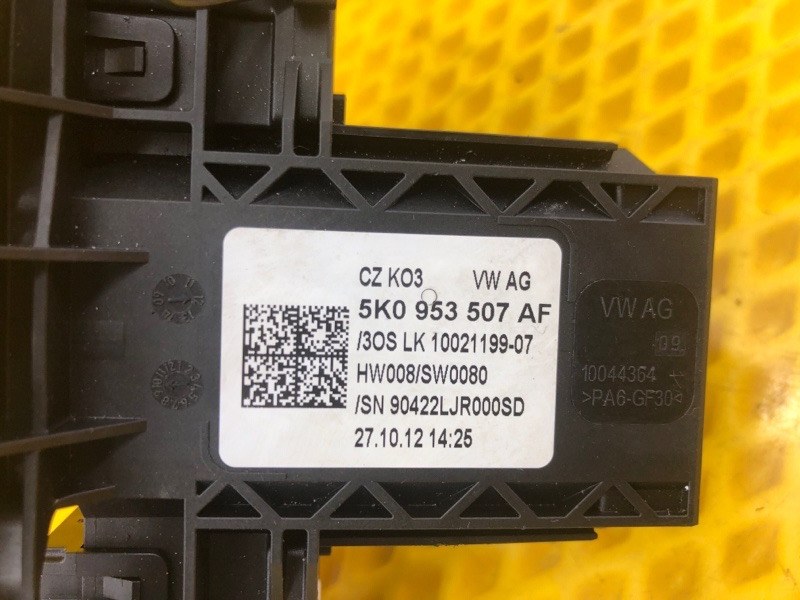 CZ KO3 VW AG
5K0 953 507 AF
/3OS LK 10021199-07
HW008/SW0080
/SN 90422LJR000SD
27.10.12 14:25
VW AG
09
10044364
>PA6-GF30<